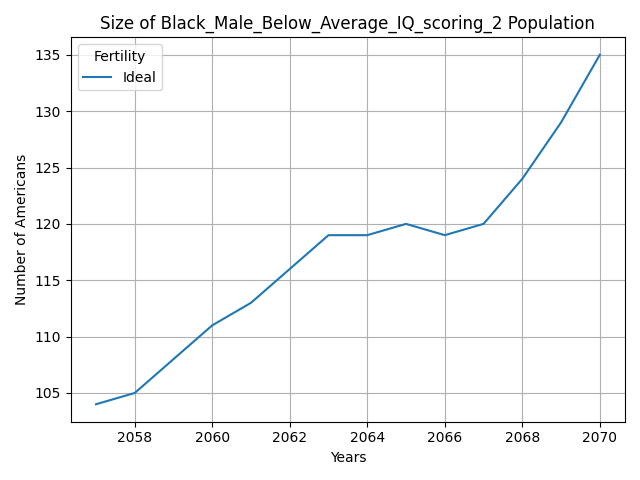 Size of Black_Male_Below_Average_IQ_scoring_2 Population
Fertility
Ideal
Number of Americans
135
130
125
120
115
110
105
2058 2060 2062 2064 2066 2068 2070
Years